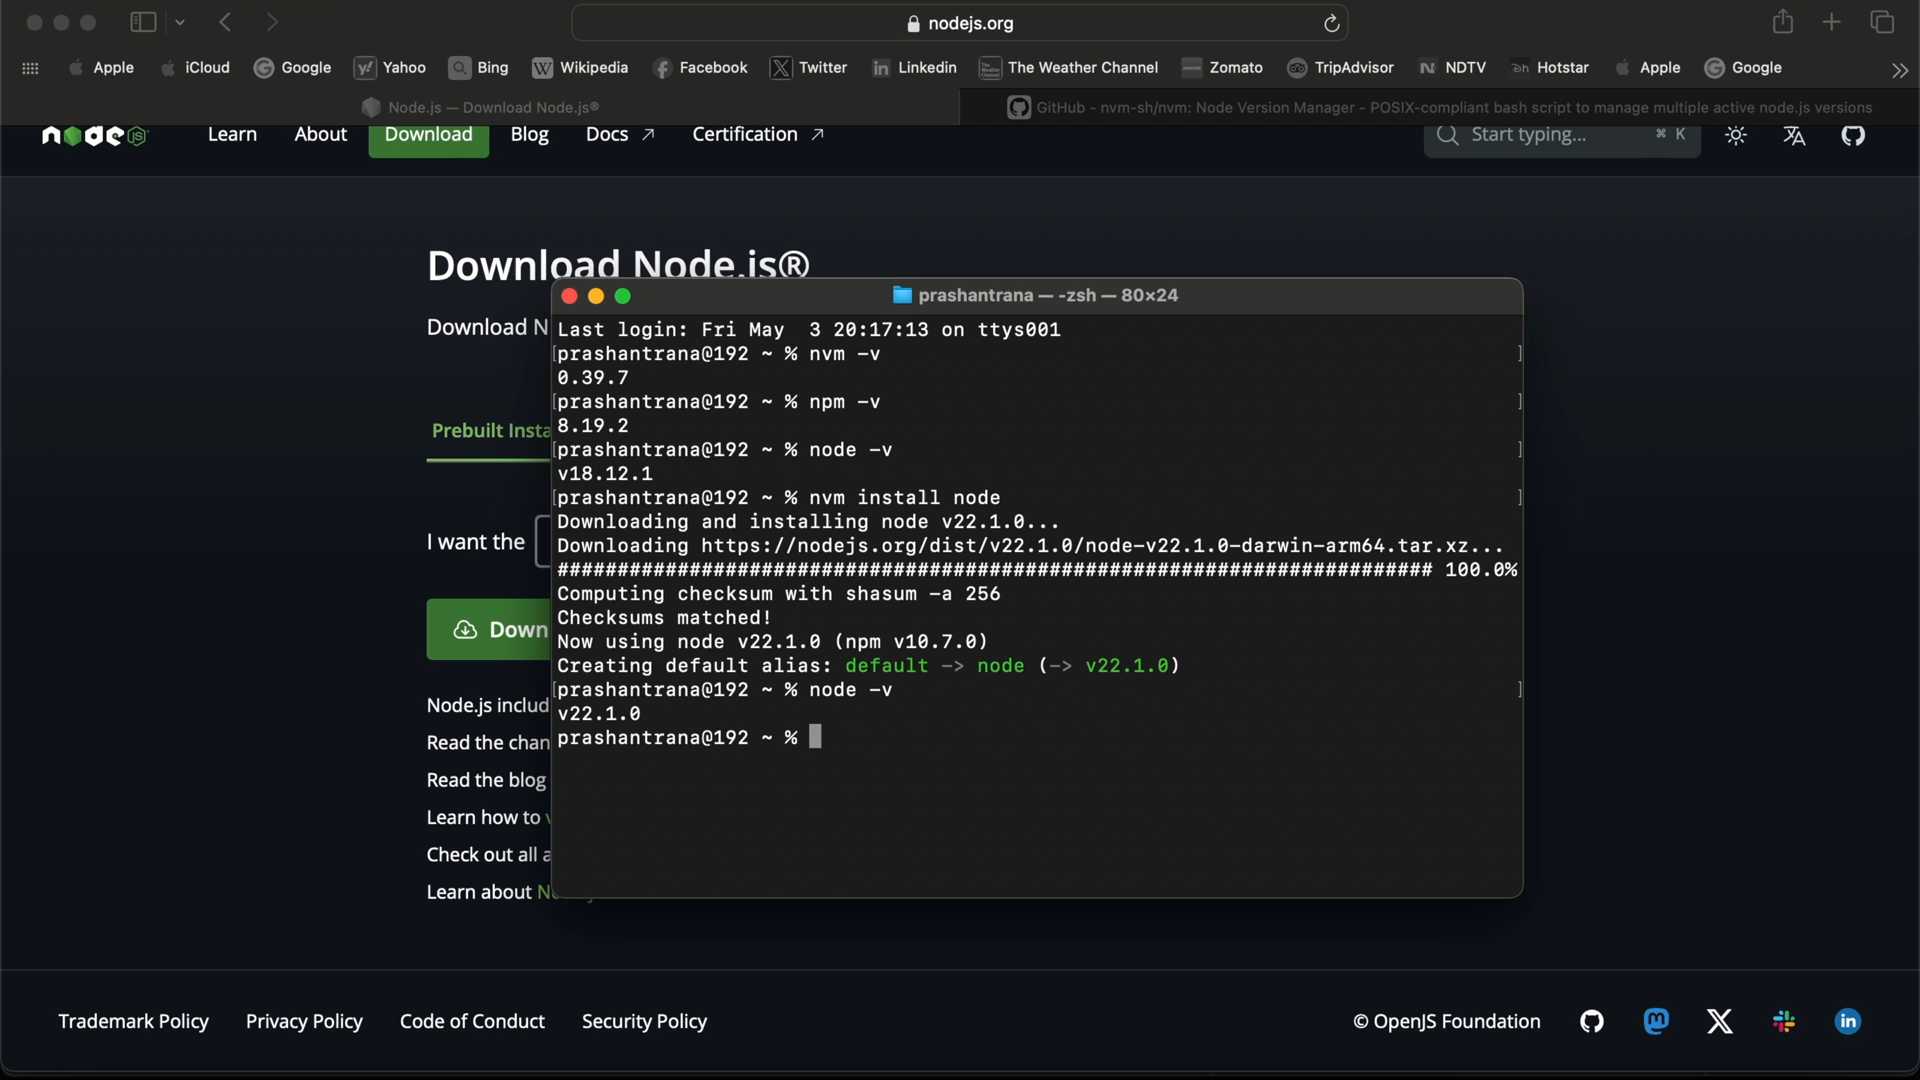 nodejs.org
Apple iCloud Google Yahoo Bing Wikipedia Facebook Twitter Linkedin The Weather Channel Zomato TripAdvisor NDTV Hotstar Apple Google
Node.js — Download Node.js®
GitHub - nvm-sh/nvm: Node Version Manager - POSIX-compliant bash script to manage multiple active node.js versions
node JS Learn About Download Blog Docs ↗ Certification ↗ Start typing... ⌘ K
Download Node.js®
Download N
Prebuilt Insta
I want the
Down
Node.js includ
Read the chan
Read the blog
Learn how to v
Check out all a
Learn about
prashantrana — -zsh — 80×24
Last login: Fri May  3 20:17:13 on ttys001
[prashantrana@192 ~ % nvm -v ]
0.39.7
[prashantrana@192 ~ % npm -v ]
8.19.2
[prashantrana@192 ~ % node -v ]
v18.12.1
[prashantrana@192 ~ % nvm install node ]
Downloading and installing node v22.1.0...
Downloading https://nodejs.org/dist/v22.1.0/node-v22.1.0-darwin-arm64.tar.xz...
######################################################################### 100.0%
Computing checksum with shasum -a 256
Checksums matched!
Now using node v22.1.0 (npm v10.7.0)
Creating default alias: default -> node (-> v22.1.0)
[prashantrana@192 ~ % node -v ]
v22.1.0
prashantrana@192 ~ %
Trademark Policy Privacy Policy Code of Conduct Security Policy © OpenJS Foundation